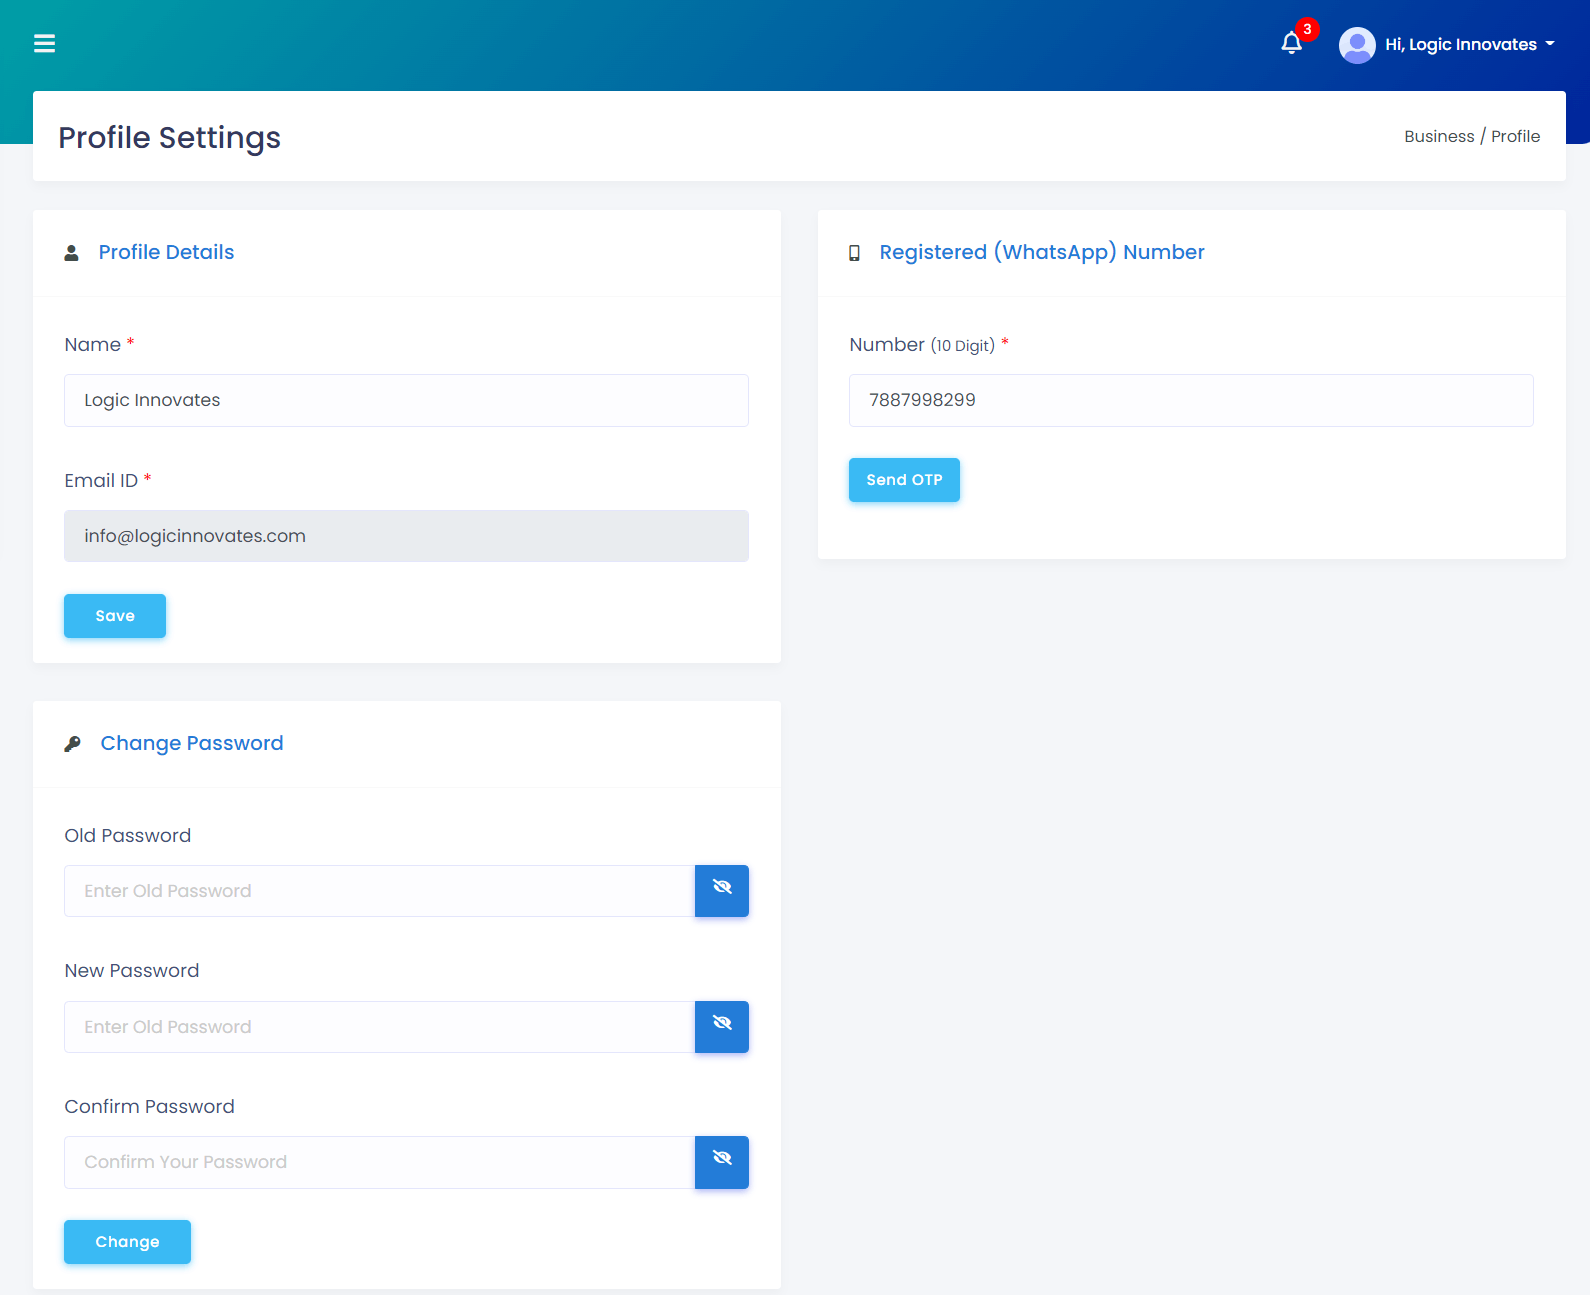 3
Hi, Logic Innovates
Profile Settings
Business / Profile
Profile Details
Name *
Logic Innovates
Email ID *
info@logicinnovates.com
Save
Registered (WhatsApp) Number
Number (10 Digit) *
7887998299
Send OTP
Change Password
Old Password
Enter Old Password
New Password
Enter Old Password
Confirm Password
Confirm Your Password
Change